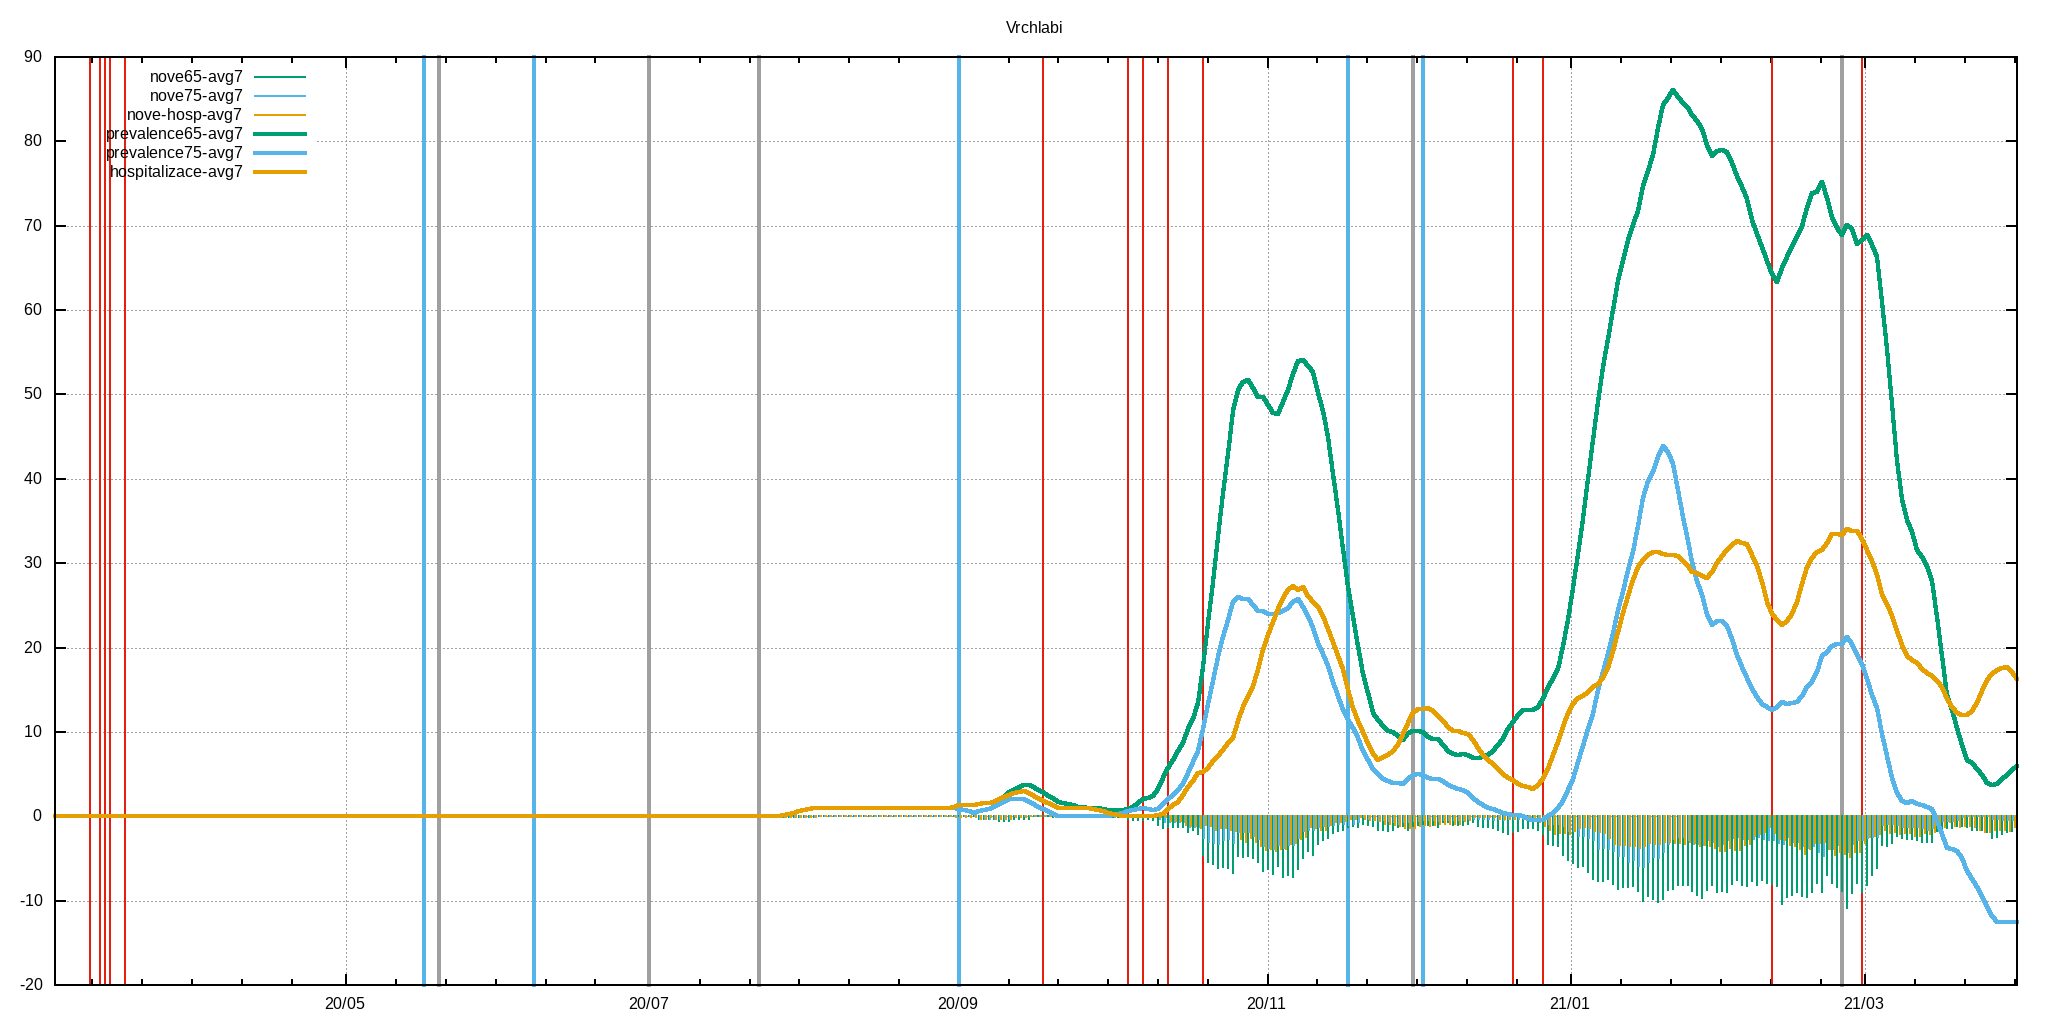 Vrchlabi
90
80
70
60
50
40
30
20
10
0
-10
-20
nove65-avg7
nove75-avg7
nove-hosp-avg7
prevalence65-avg7
prevalence75-avg7
hospitalizace-avg7
20/05 20/07 20/09 20/11 21/01 21/03